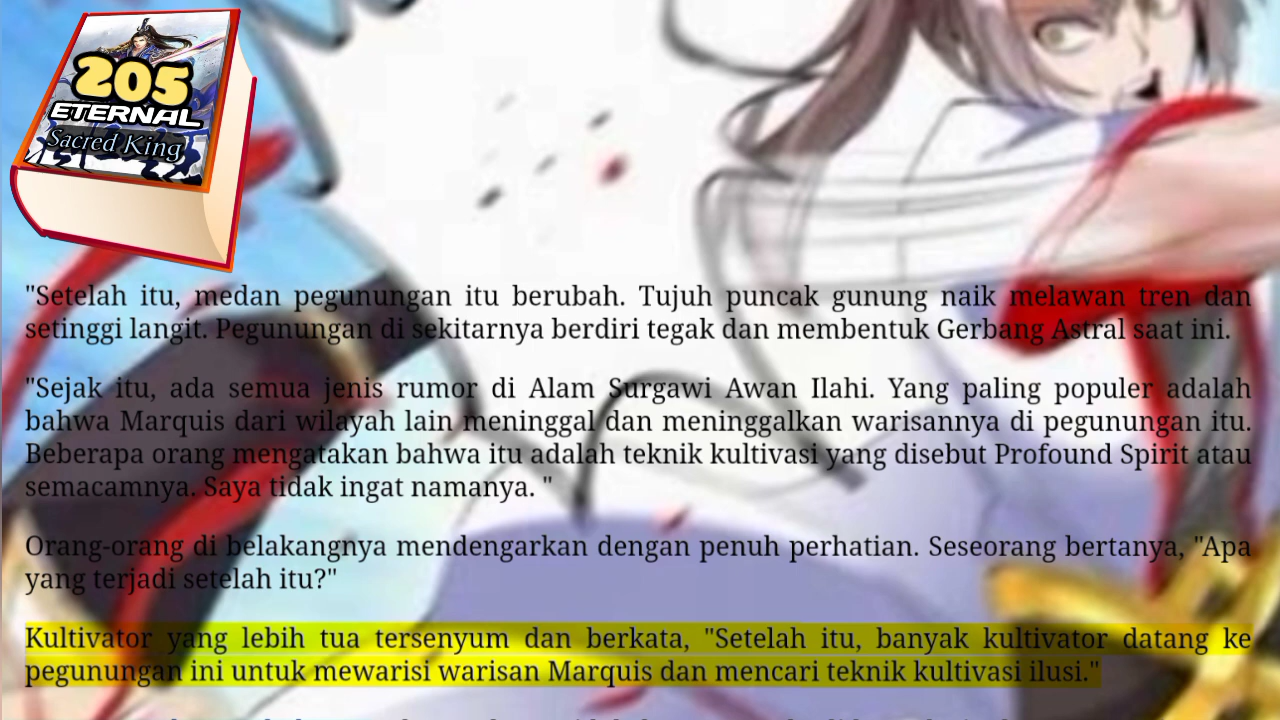 205
ETERNAL
Sacred King
"Setelah itu, medan pegunungan itu berubah. Tujuh puncak gunung naik melawan tren dan
setinggi langit. Pegunungan di sekitarnya berdiri tegak dan membentuk Gerbang Astral saat ini.
"Sejak itu, ada semua jenis rumor di Alam Surgawi Awan Ilahi. Yang paling populer adalah
bahwa Marquis dari wilayah lain meninggal dan meninggalkan warisannya di pegunungan itu.
Beberapa orang mengatakan bahwa itu adalah teknik kultivasi yang disebut Profound Spirit atau
semacamnya. Saya tidak ingat namanya. "
Orang-orang di belakangnya mendengarkan dengan penuh perhatian. Seseorang bertanya, "Apa
yang terjadi setelah itu?"
Kultivator yang lebih tua tersenyum dan berkata, "Setelah itu, banyak kultivator datang ke
pegunungan ini untuk mewarisi warisan Marquis dan mencari teknik kultivasi ilusi."